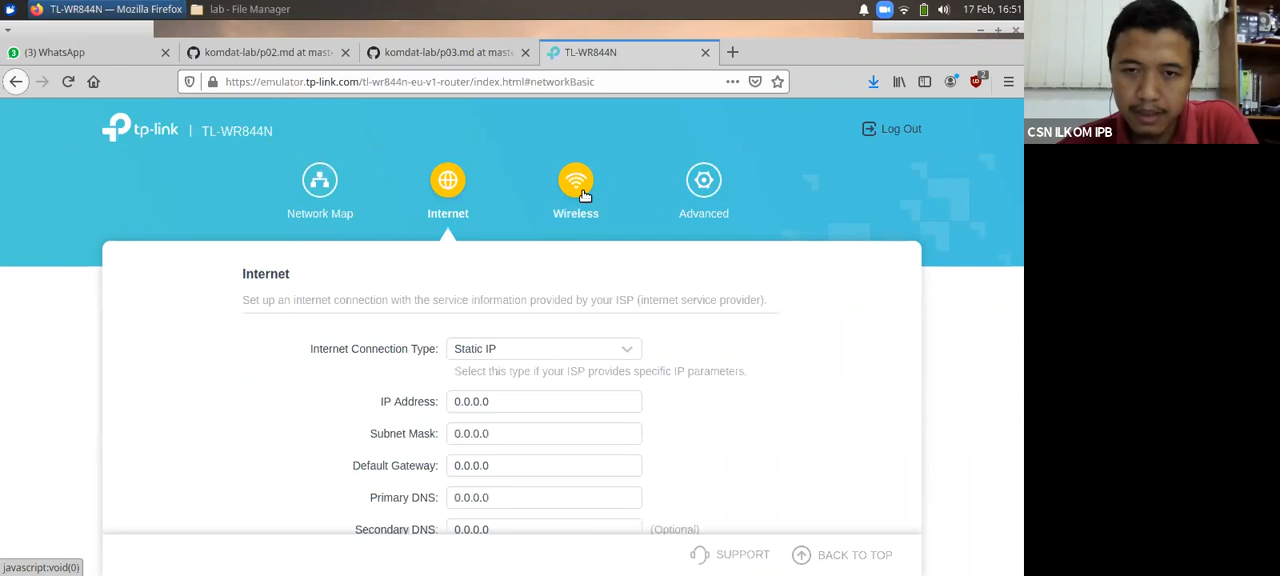 TL-WR844N - Mozilla Firefox
lab - File Manager
17 Feb, 16:51
(3) WhatsApp
komdat-lab/p02.md at mast
komdat-lab/p03.md at mast
TL-WR844N
https://emulator.tp-link.com/tl-wr844n-eu-v1-router/index.html#networkBasic
2
tp-link | TL-WR844N
Log Out
Network Map
Internet
Wireless
Advanced
Internet
Set up an internet connection with the service information provided by your ISP (internet service provider).
Internet Connection Type: Static IP
Select this type if your ISP provides specific IP parameters.
IP Address: 0.0.0.0
Subnet Mask: 0.0.0.0
Default Gateway: 0.0.0.0
Primary DNS: 0.0.0.0
Secondary DNS: 0.0.0.0 (Optional)
SUPPORT
BACK TO TOP
javascript:void(0)
CSN ILKOM IPB